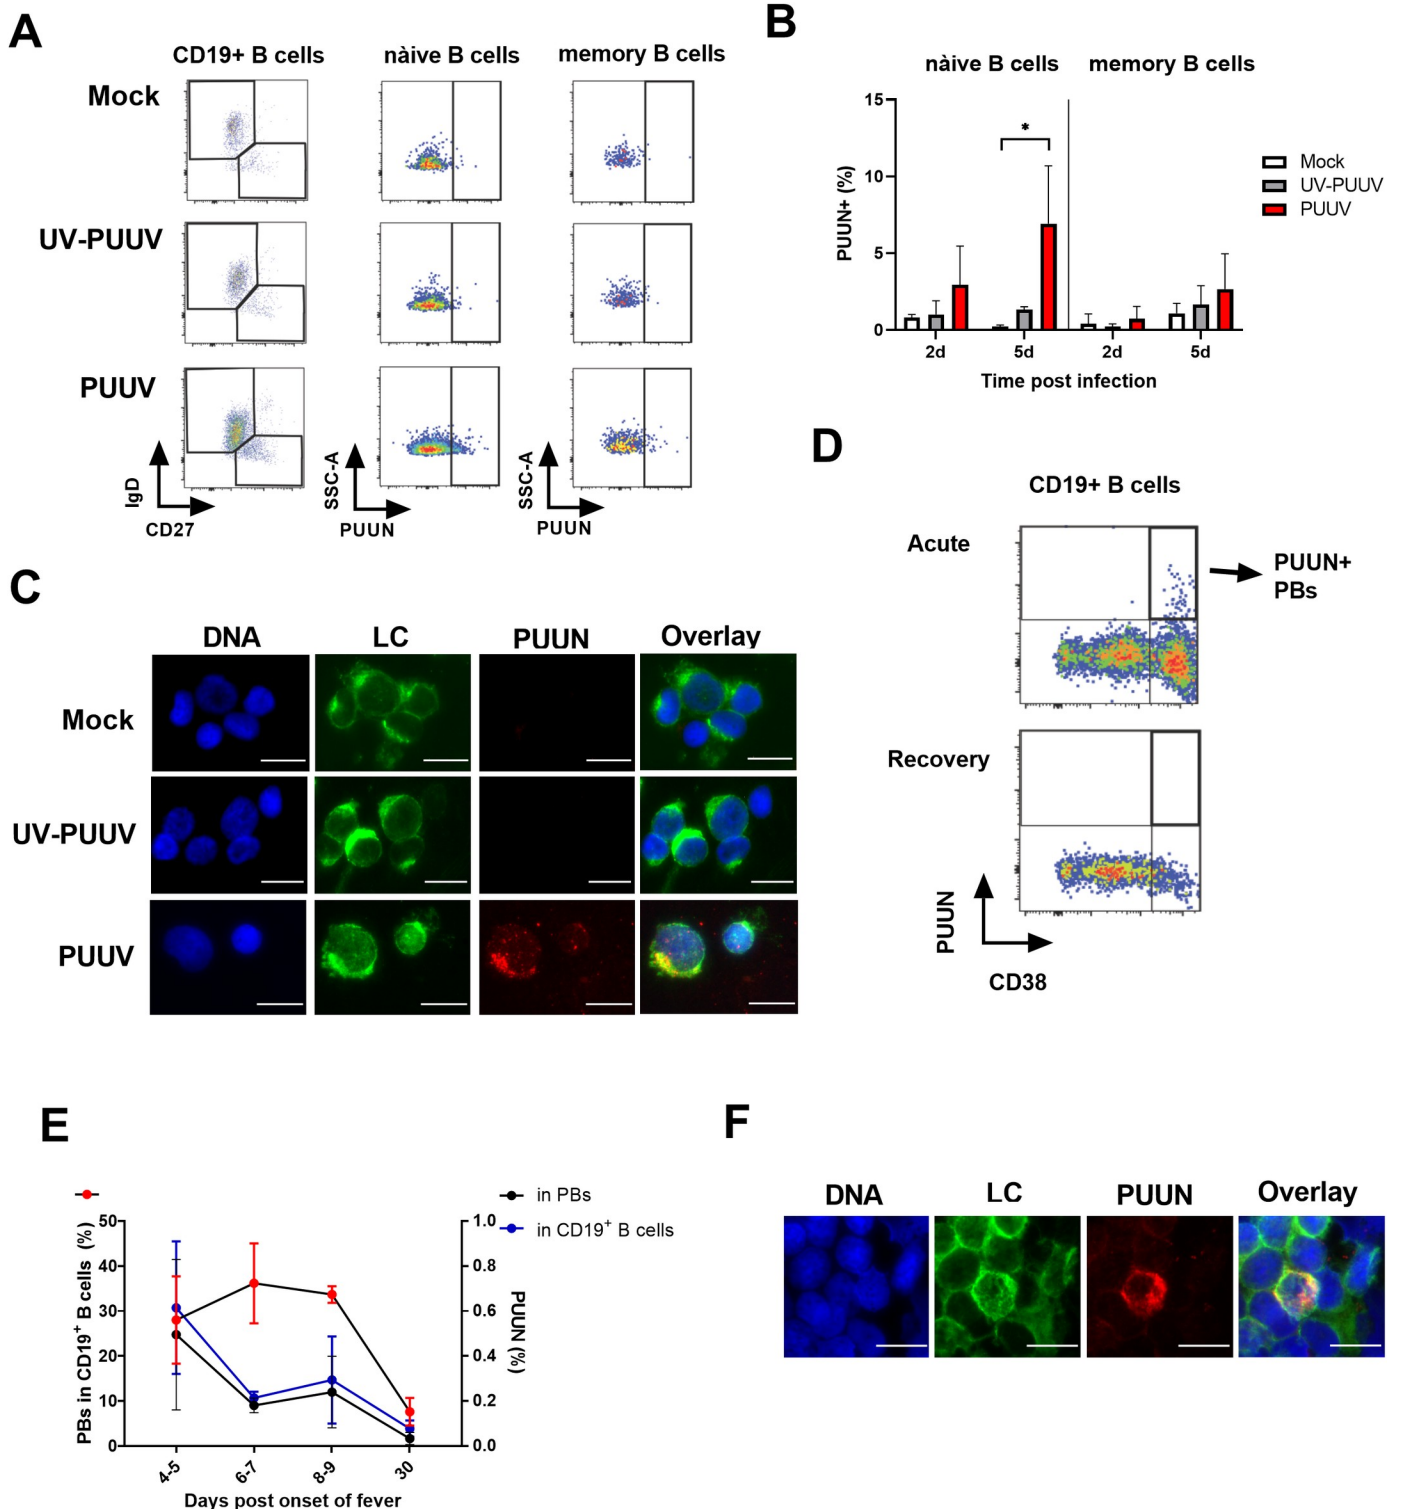 A
CD19+ B cells
nàive B cells
memory B cells
Mock
UV-PUUV
PUUV
IgD
CD27
SSC-A
PUUN
SSC-A
PUUN
B
nàive B cells
memory B cells
PUUN+ (%)
15
10
5
0
*
2d
5d
2d
5d
Time post infection
Mock
UV-PUUV
PUUV
C
DNA
LC
PUUN
Overlay
Mock
UV-PUUV
PUUV
D
CD19+ B cells
Acute
PUUN+
PBs
Recovery
PUUN
CD38
E
in PBs
in CD19+ B cells
PBs in CD19+ B cells (%)
50
40
30
20
10
0
1.0
0.8
0.6
0.4
0.2
0.0
PUUN (%)
4-5
6-7
8-9
30
Days post onset of fever
F
DNA
LC
PUUN
Overlay